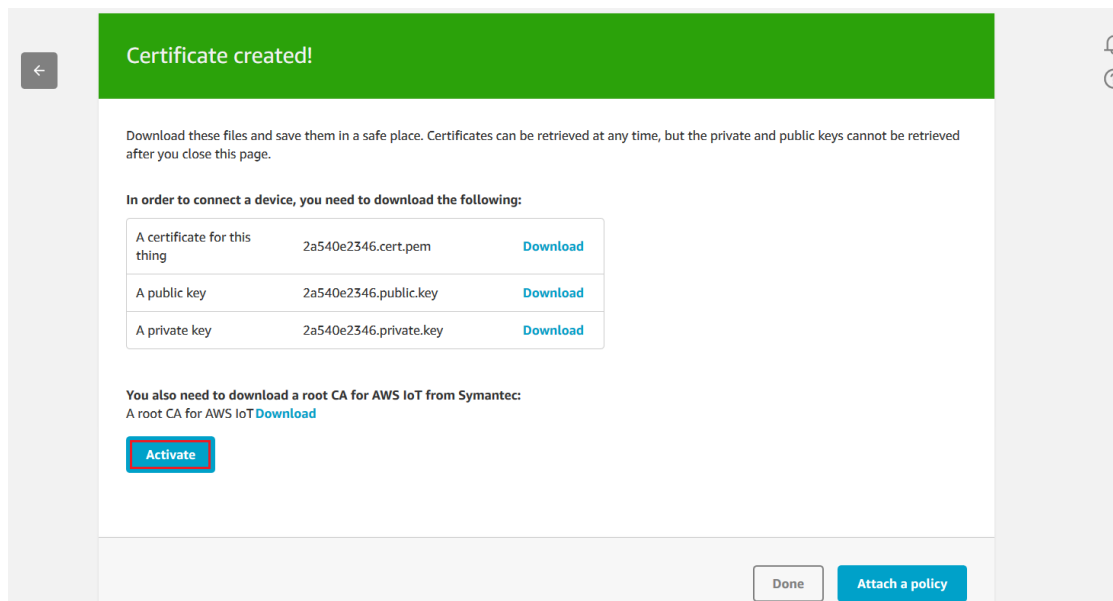 Certificate created!
Download these files and save them in a safe place. Certificates can be retrieved at any time, but the private and public keys cannot be retrieved
after you close this page.
In order to connect a device, you need to download the following:
A certificate for this
thing
2a540e2346.cert.pem
Download
A public key
2a540e2346.public.key
Download
A private key
2a540e2346.private.key
Download
You also need to download a root CA for AWS IoT from Symantec:
A root CA for AWS IoT Download
Activate
Done
Attach a policy